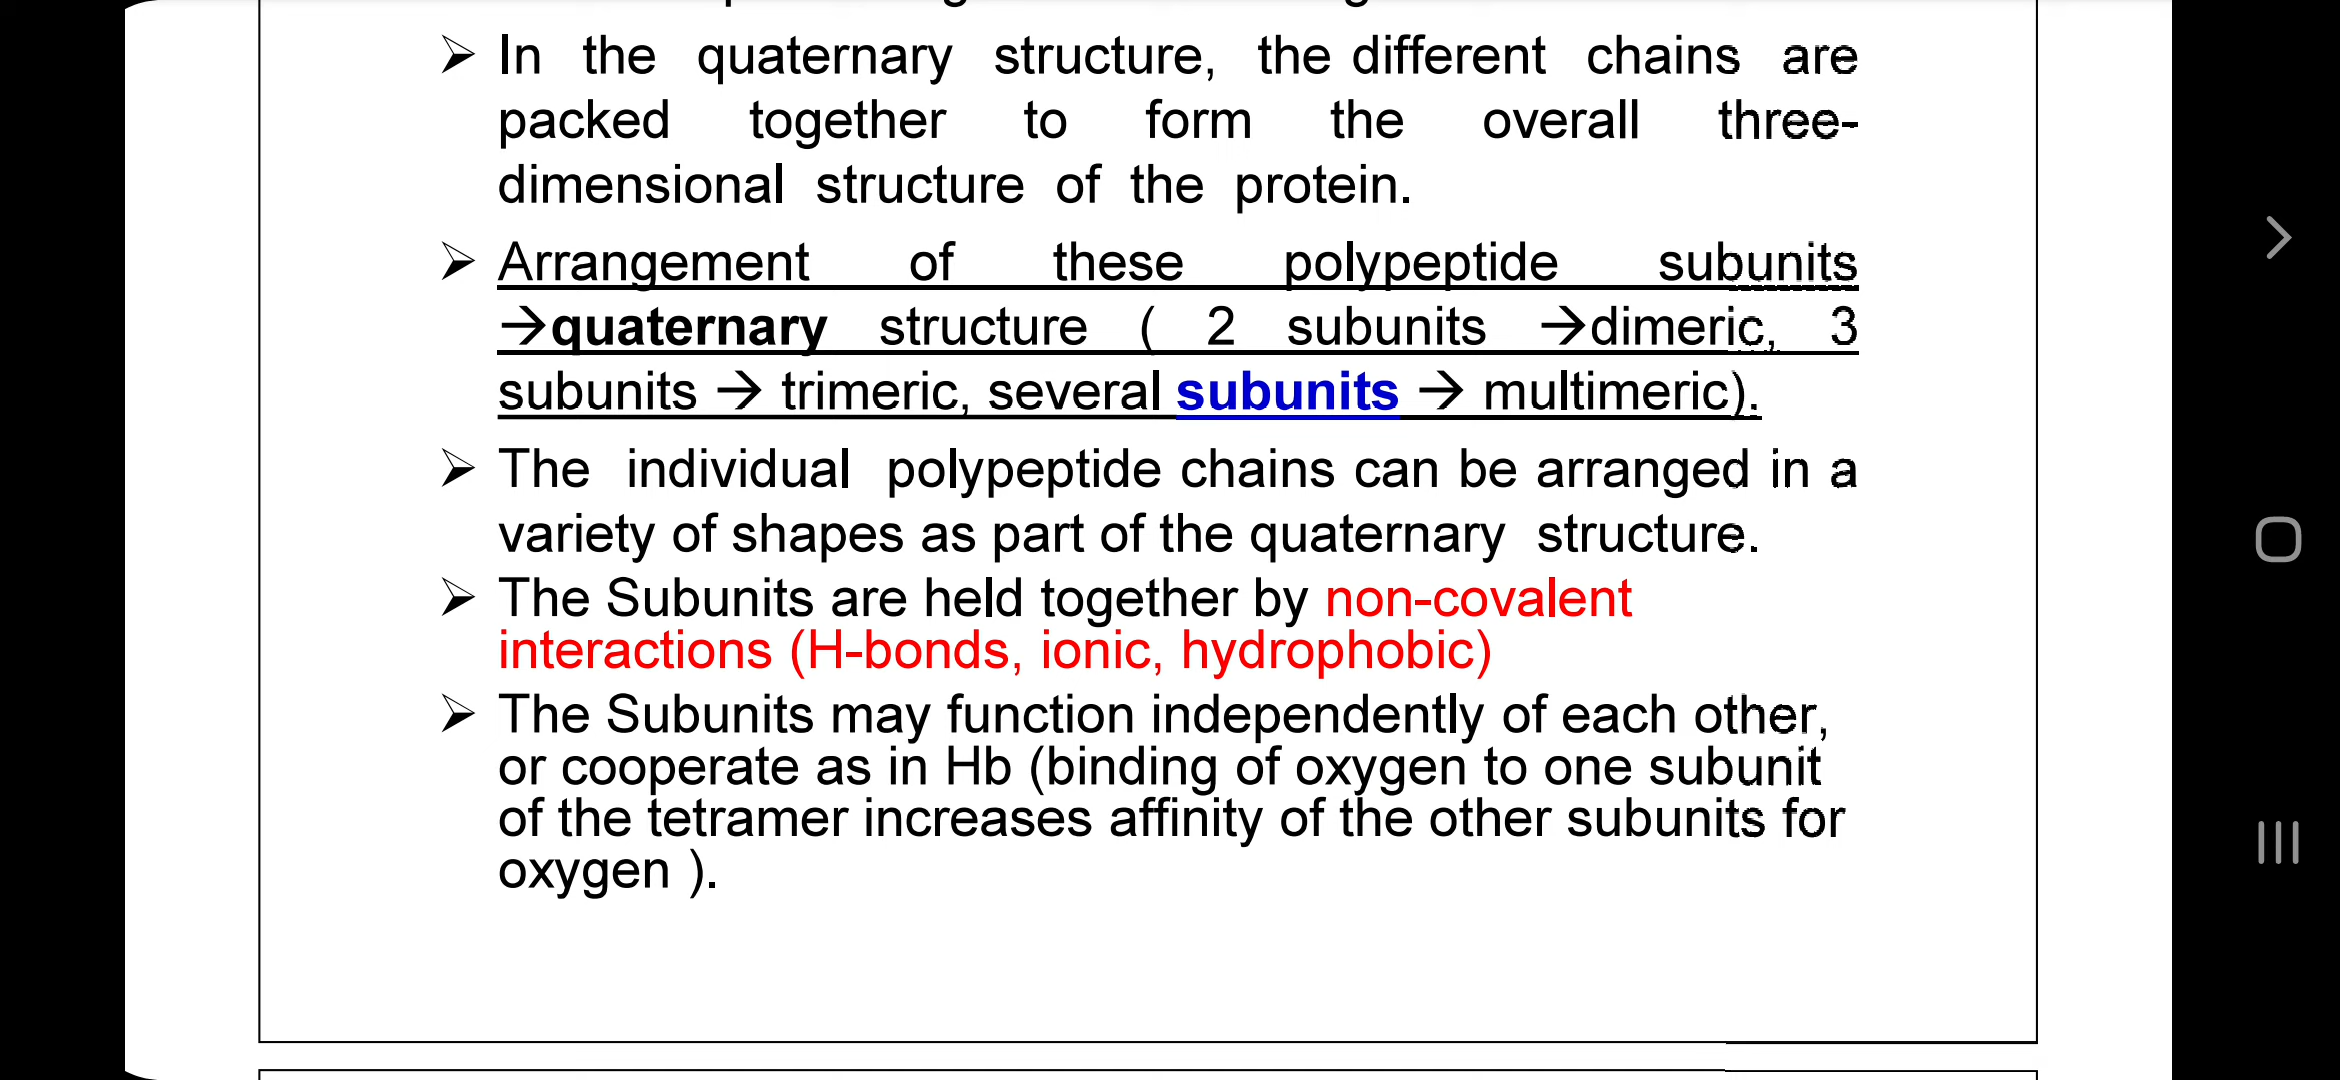 ➢ In the quaternary structure, the different chains are
packed together to form the overall three-
dimensional structure of the protein.
➢ Arrangement of these polypeptide subunits
→quaternary structure ( 2 subunits →dimeric, 3
subunits → trimeric, several subunits → multimeric).
➢ The individual polypeptide chains can be arranged in a
variety of shapes as part of the quaternary structure.
➢ The Subunits are held together by non-covalent
interactions (H-bonds, ionic, hydrophobic)
➢ The Subunits may function independently of each other,
or cooperate as in Hb (binding of oxygen to one subunit
of the tetramer increases affinity of the other subunits for
oxygen ).